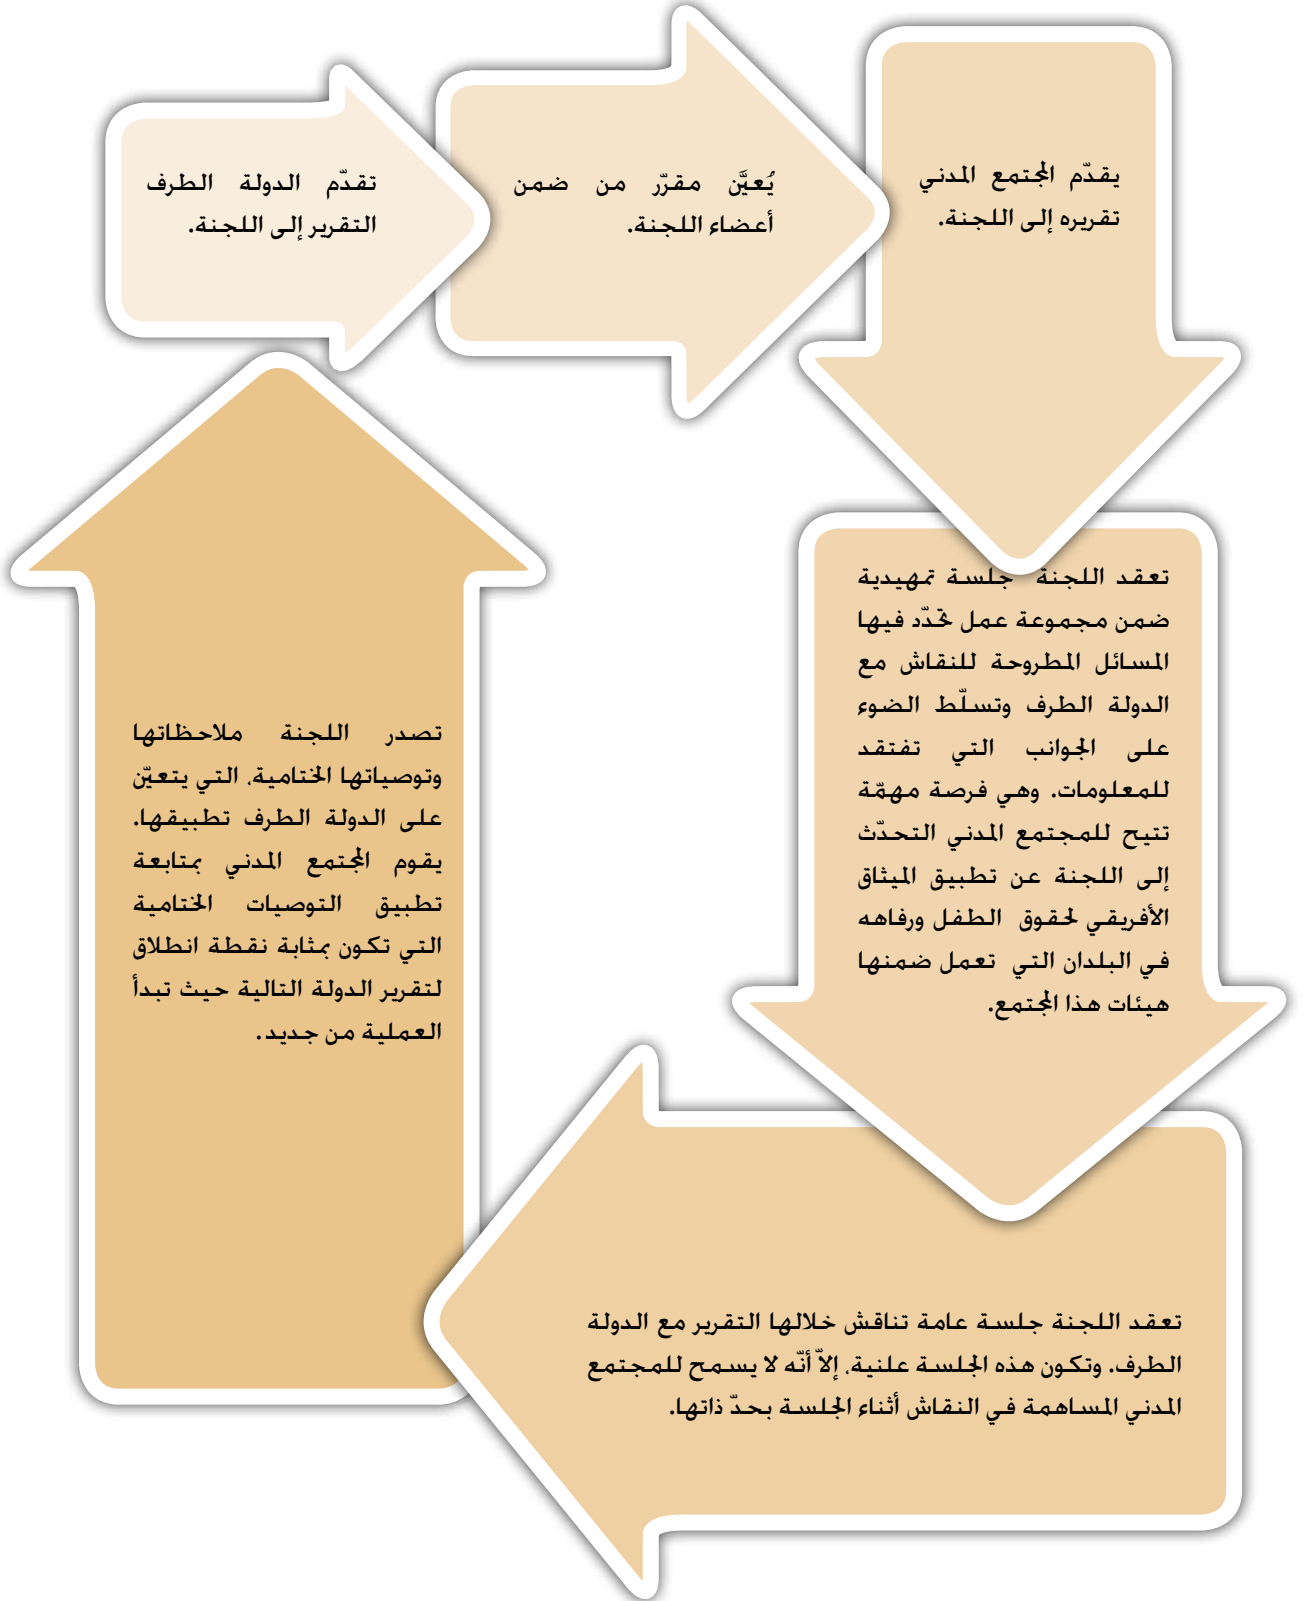 تقدّم الدولة الطرف
التقرير إلى اللجنة.
يُعيَّن مقرّر من ضمن
أعضاء اللجنة.
يقدّم المجتمع المدني
تقريره إلى اللجنة.
تعقد اللجنة جلسة تمهيدية
ضمن مجموعة عمل تحّدد فيها
المسائل المطروحة للنقاش مع
الدولة الطرف وتسلّط الضوء
على الجوانب التي تفتقد
للمعلومات. وهي فرصة مهمّة
تتيح للمجتمع المدني التحدّث
إلى اللجنة عن تطبيق الميثاق
الأفريقي لحقوق الطفل ورفاهه
في البلدان التي تعمل ضمنها
هيئات هذا المجتمع.
تعقد اللجنة جلسة عامة تناقش خلالها التقرير مع الدولة
الطرف. وتكون هذه الجلسة علنية، إلاّ أنّه لا يسمح للمجتمع
المدني المساهمة في النقاش أثناء الجلسة بحدّ ذاتها.
تصدر اللجنة ملاحظاتها
وتوصياتها الختامية، التي يتعيّن
على الدولة الطرف تطبيقها.
يقوم المجتمع المدني بمتابعة
تطبيق التوصيات الختامية
التي تكون بمثابة نقطة انطلاق
لتقرير الدولة التالية حيث تبدأ
العملية من جديد.